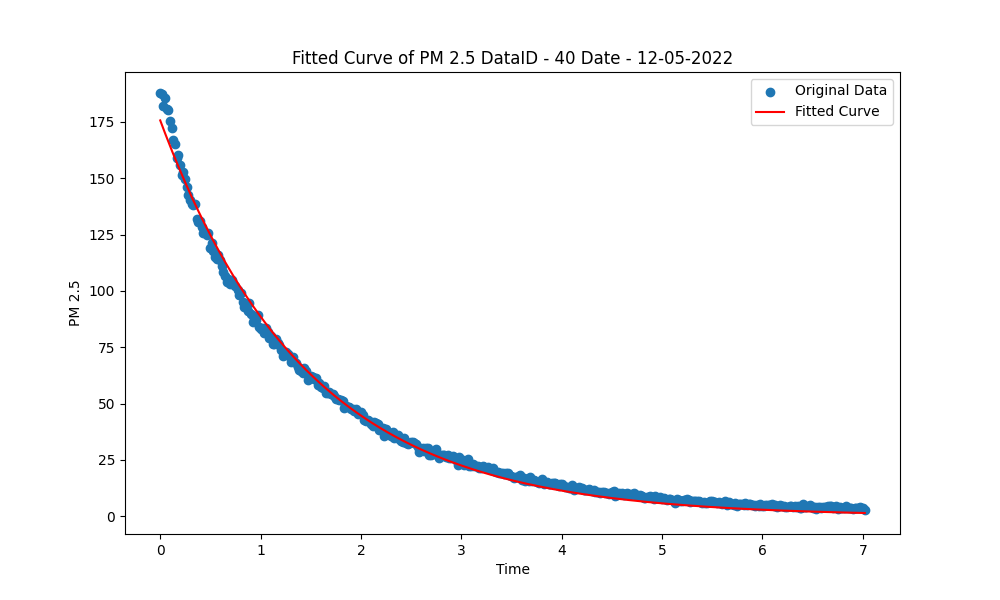 Fitted Curve of PM 2.5 DataID - 40 Date - 12-05-2022
Original Data
Fitted Curve
PM 2.5
175
150
125
100
75
50
25
0
0 1 2 3 4 5 6 7
Time